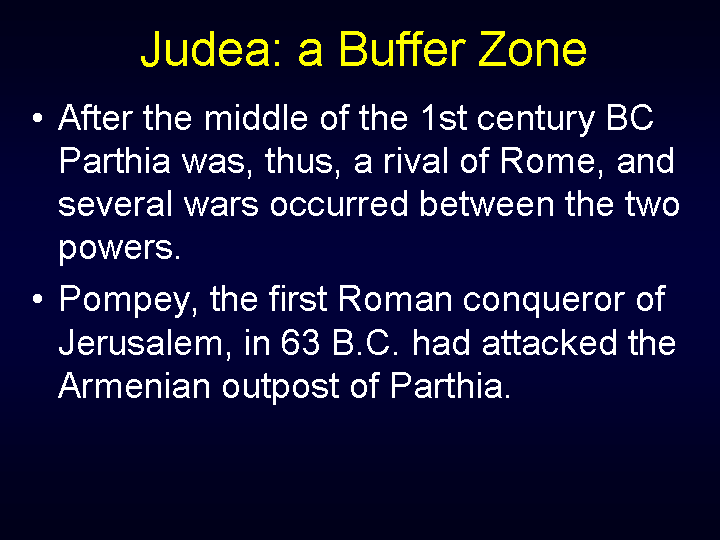 Judea: a Buffer Zone
• After the middle of the 1st century BC
Parthia was, thus, a rival of Rome, and
several wars occurred between the two
powers.
• Pompey, the first Roman conqueror of
Jerusalem, in 63 B.C. had attacked the
Armenian outpost of Parthia.